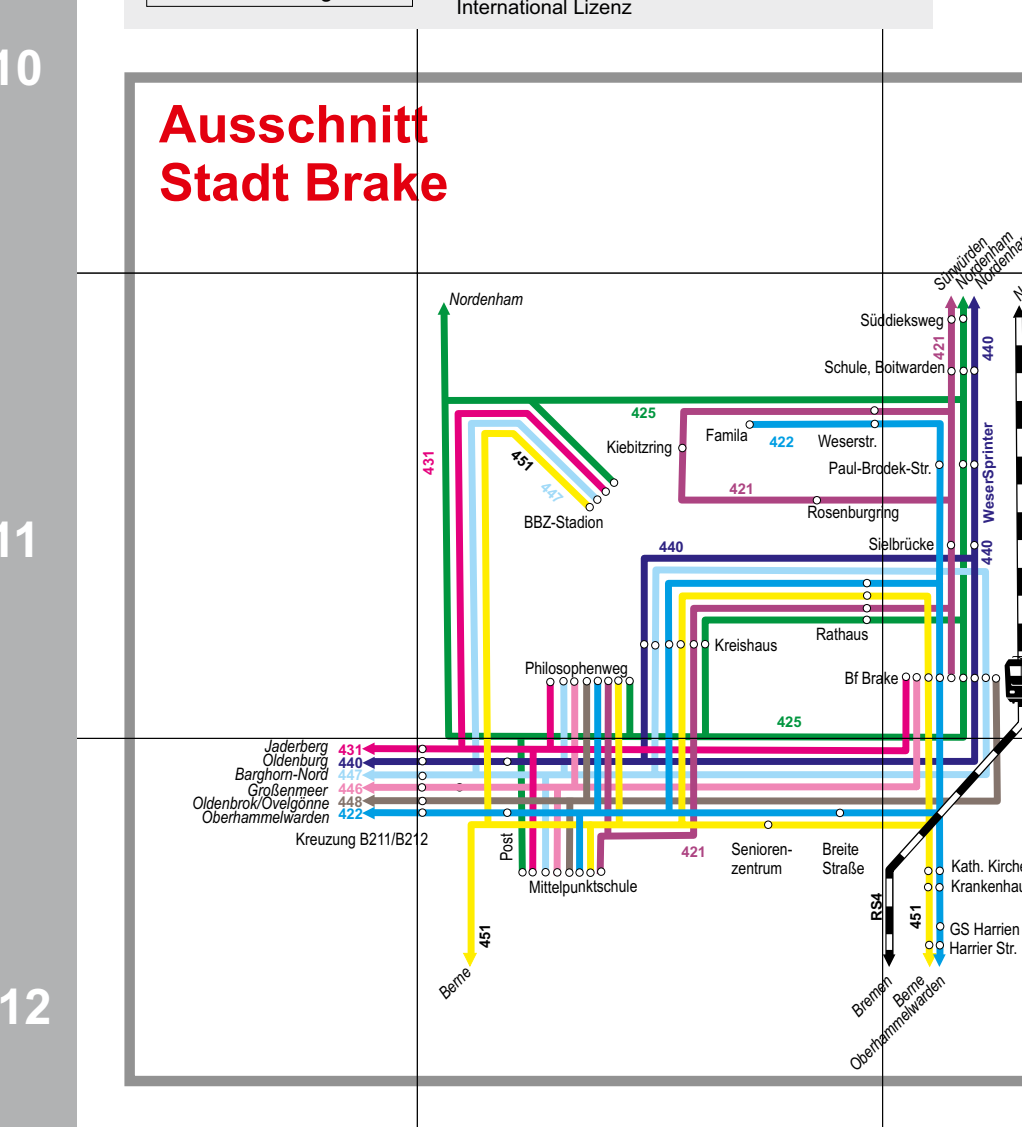 International Lizenz
10
Ausschnitt
Stadt Brake
Sürwürden
Nordenham
Nordenham
Nordenham
Süddieksweg
421
440
Schule, Boitwarden
425
Kiebitzring
Famila
422
Weserstr.
431
451
447
Paul-Brodek-Str.
WeserSprinter
421
Rosenburgring
BBZ-Stadion
11
440
Sielbrücke
440
Rathaus
Kreishaus
Philosophenweg
Bf Brake
425
Jaderberg 431
Oldenburg 440
Barghorn-Nord 447
Großenmeer 446
Oldenbrok/Ovelgönne 448
Oberhammelwarden 422
Kreuzung B211/B212
Post
421
Senioren-
zentrum
Breite
Straße
Mittelpunktschule
Kath. Kirche
Krankenhau
RS4
451
451
GS Harrien
Harrier Str.
Berne
Bremen
Berne
Oberhammelwarden
12